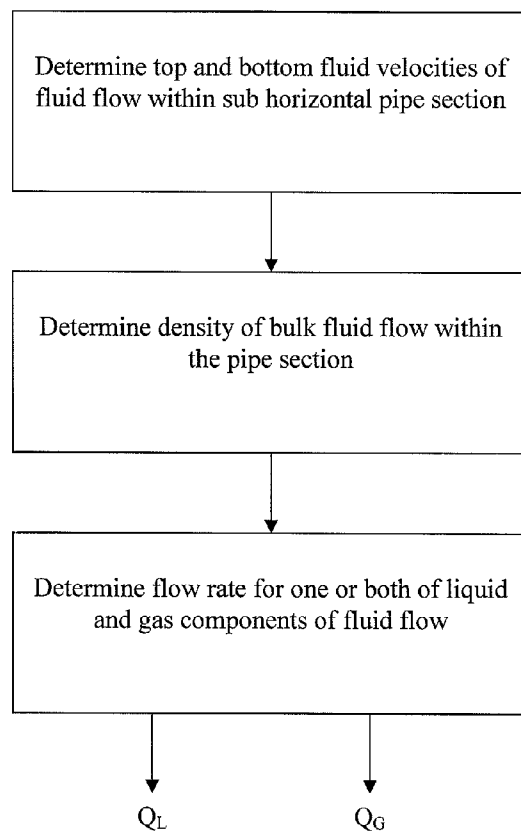 Determine top and bottom fluid velocities of
fluid flow within sub horizontal pipe section
Determine density of bulk fluid flow within
the pipe section
Determine flow rate for one or both of liquid
and gas components of fluid flow
Q_L Q_G